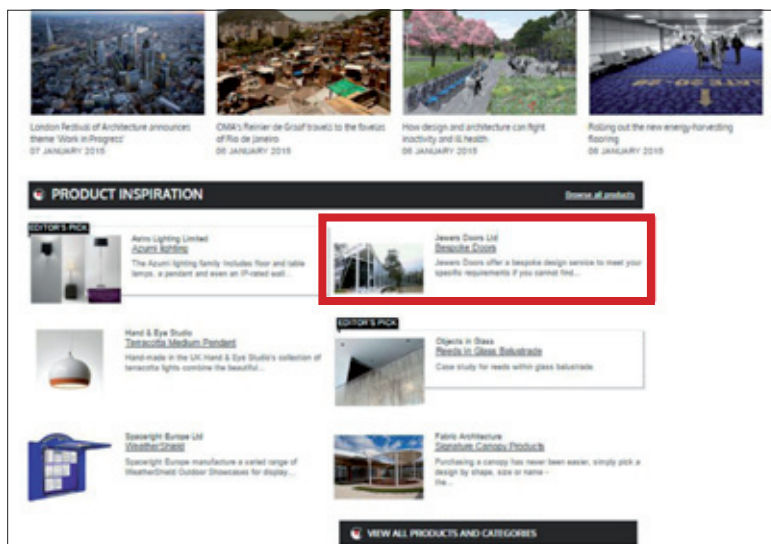 London Festival of Architecture announces
theme 'Work in Progress'
07 JANUARY 2015
OMA's Reinier de Graaf travels to the favelas
of Rio de Janeiro
06 JANUARY 2015
How design and architecture can fight
inactivity and ill health
06 JANUARY 2015
Rolling out the new energy-harvesting
flooring
06 JANUARY 2015
PRODUCT INSPIRATION
Browse all products
EDITOR'S PICK
Astro Lighting Limited
Azumi lighting
The Azumi lighting family includes floor and table
lamps, a pendant and even an IP-rated wall...
Jewers Doors Ltd
Bespoke Doors
Jewers Doors offer a bespoke design service to meet your
specific requirements if you cannot find...
Hand & Eye Studio
Terracotta Medium Pendant
Hand-made in the UK Hand & Eye Studio's collection of
terracotta lights combine the beautiful...
EDITOR'S PICK
Objects in Glass
Reeds in Glass Balustrade
Case study for reeds within glass balustrade
Spaceright Europe Ltd
WeatherShield
Spaceright Europe manufacture a varied range of
WeatherShield Outdoor Showcases for display...
Fabric Architecture
Signature Canopy Products
Purchasing a canopy has never been easier, simply pick a
design by shape, size or name -
the...
VIEW ALL PRODUCTS AND CATEGORIES